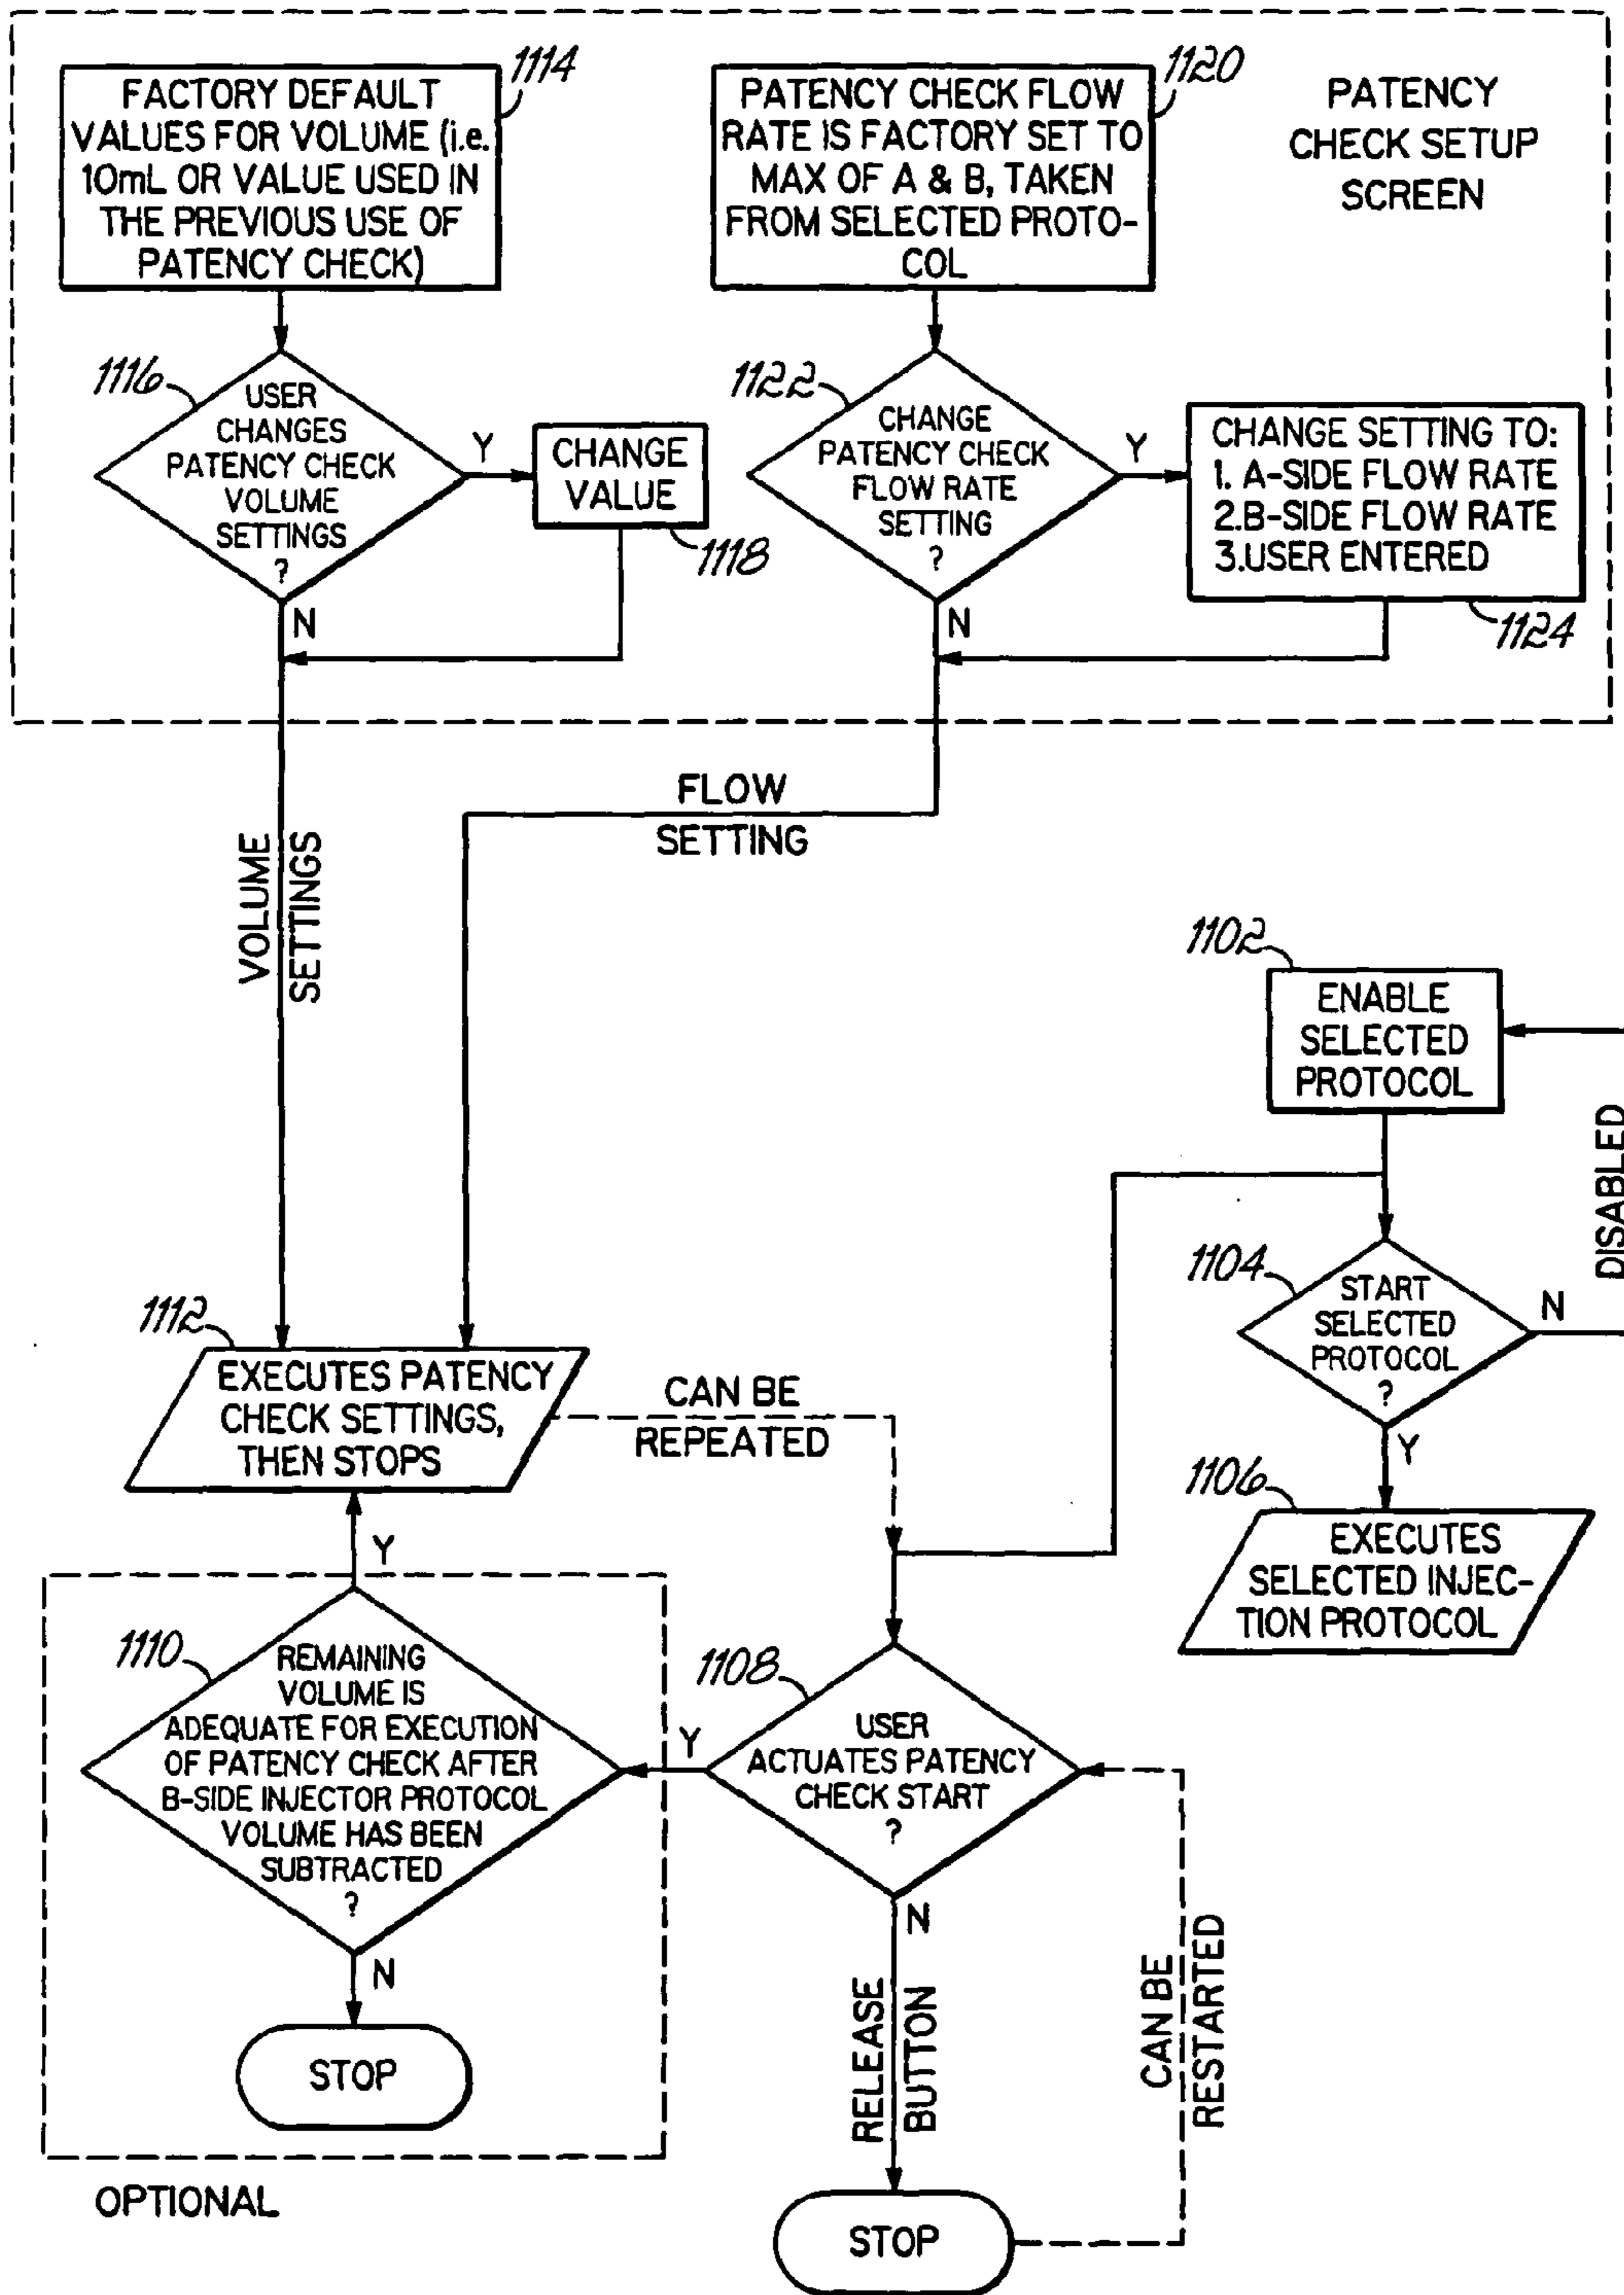 1114
FACTORY DEFAULT
VALUES FOR VOLUME (i.e.
10mL OR VALUE USED IN
THE PREVIOUS USE OF
PATENCY CHECK)
1120
PATENCY CHECK FLOW
RATE IS FACTORY SET TO
MAX OF A & B, TAKEN
FROM SELECTED PROTO-
COL
PATENCY
CHECK SETUP
SCREEN
1116
USER
CHANGES
PATENCY CHECK
VOLUME
SETTINGS
?
Y
N
CHANGE
VALUE
1118
1122
CHANGE
PATENCY CHECK
FLOW RATE
SETTING
?
Y
N
CHANGE SETTING TO:
1. A-SIDE FLOW RATE
2.B-SIDE FLOW RATE
3.USER ENTERED
1124
VOLUME
SETTINGS
FLOW
SETTING
1102
ENABLE
SELECTED
PROTOCOL
DISABLED
1104
START
SELECTED
PROTOCOL
?
N
Y
1106
EXECUTES
SELECTED INJEC-
TION PROTOCOL
1112
EXECUTES PATENCY
CHECK SETTINGS,
THEN STOPS
CAN BE
REPEATED
Y
1110
REMAINING
VOLUME IS
ADEQUATE FOR EXECUTION
OF PATENCY CHECK AFTER
B-SIDE INJECTOR PROTOCOL
VOLUME HAS BEEN
SUBTRACTED
?
N
STOP
OPTIONAL
1108
USER
ACTUATES PATENCY
CHECK START
?
Y
N
RELEASE
BUTTON
CAN BE
RESTARTED
STOP